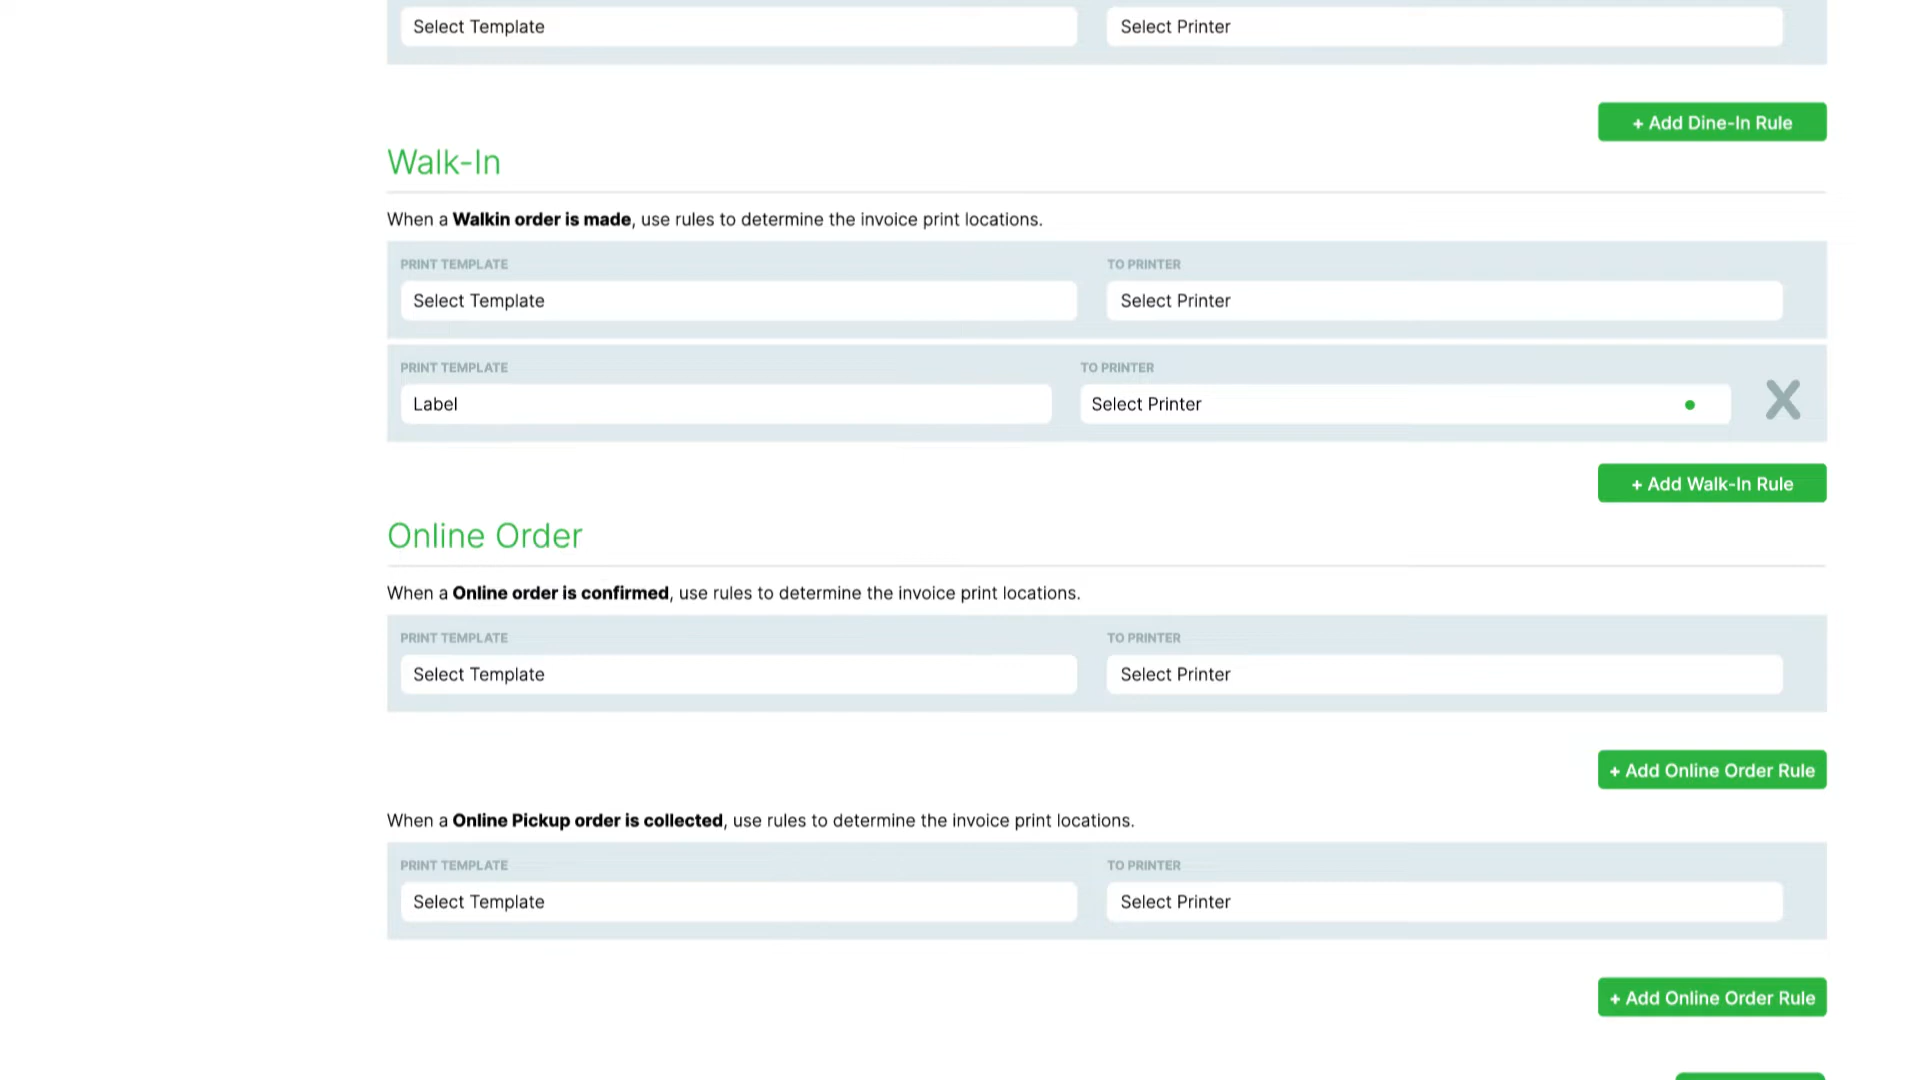 Select Template
Select Printer
+ Add Dine-In Rule
Walk-In
When a Walkin order is made, use rules to determine the invoice print locations.
PRINT TEMPLATE
TO PRINTER
Select Template
Select Printer
PRINT TEMPLATE
TO PRINTER
Label
Select Printer
X
+ Add Walk-In Rule
Online Order
When a Online order is confirmed, use rules to determine the invoice print locations.
PRINT TEMPLATE
TO PRINTER
Select Template
Select Printer
+ Add Online Order Rule
When a Online Pickup order is collected, use rules to determine the invoice print locations.
PRINT TEMPLATE
TO PRINTER
Select Template
Select Printer
+ Add Online Order Rule